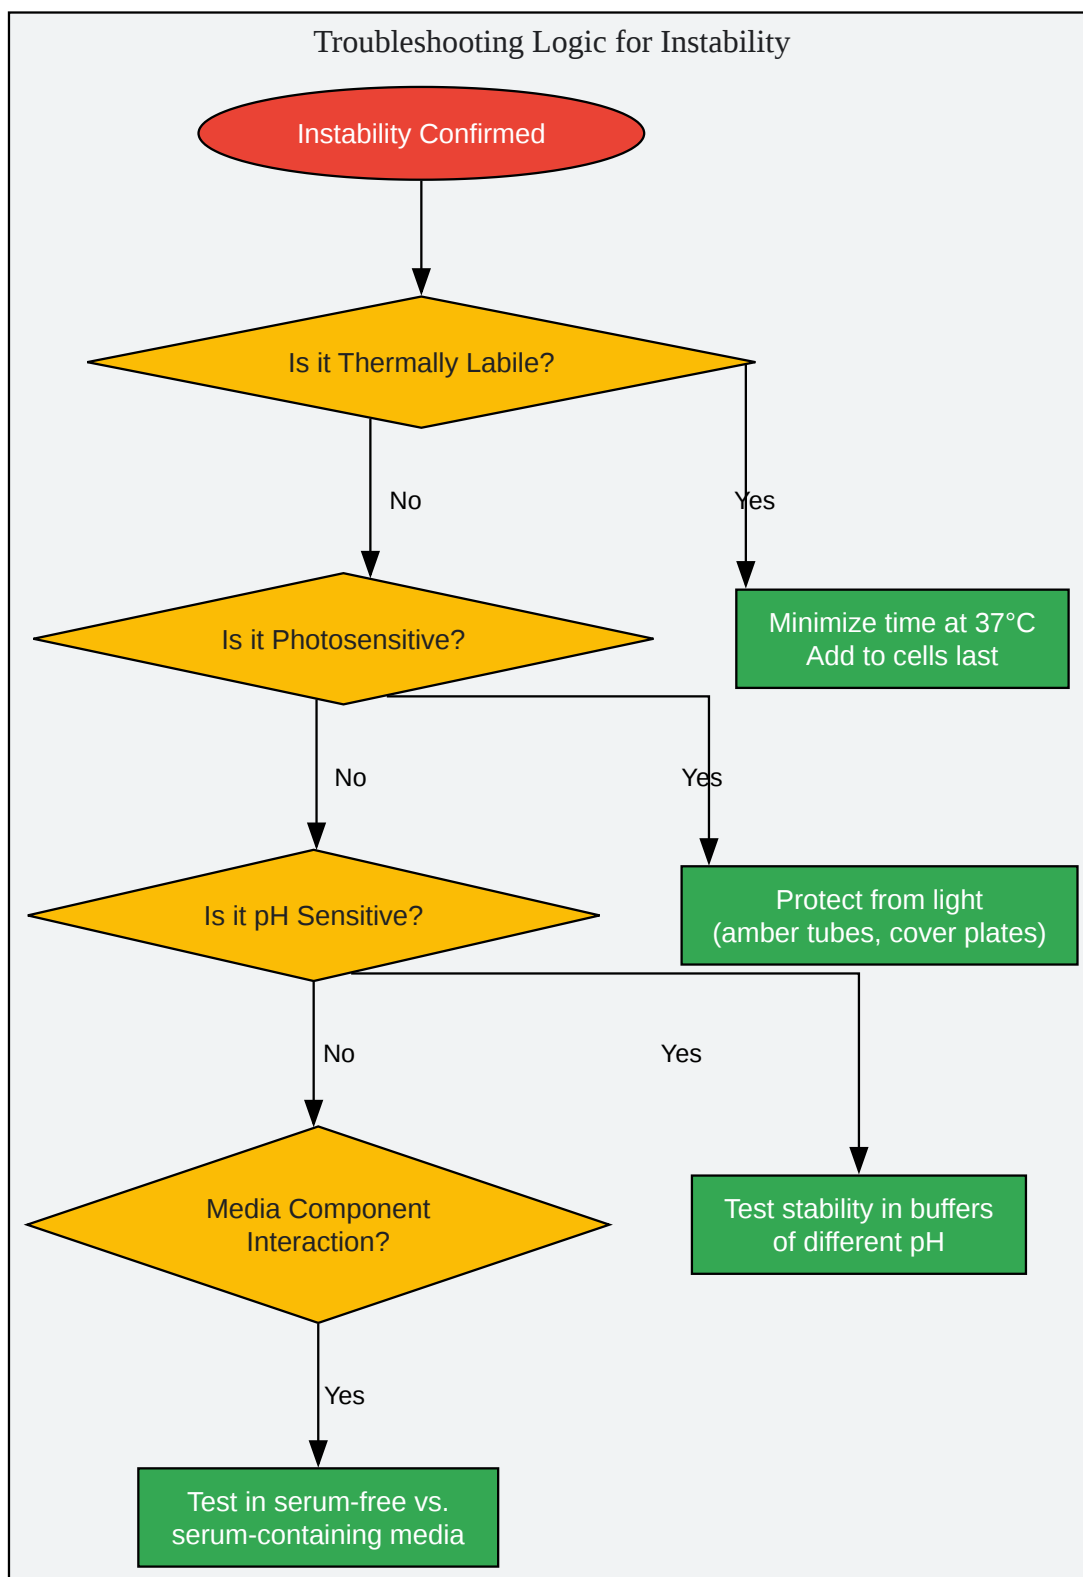 Troubleshooting Logic for Instability
Instability Confirmed
Is it Thermally Labile?
No
Yes
Minimize time at 37°C
Add to cells last
Is it Photosensitive?
No
Yes
Protect from light
(amber tubes, cover plates)
Is it pH Sensitive?
No
Yes
Test stability in buffers
of different pH
Media Component
Interaction?
Yes
Test in serum-free vs.
serum-containing media